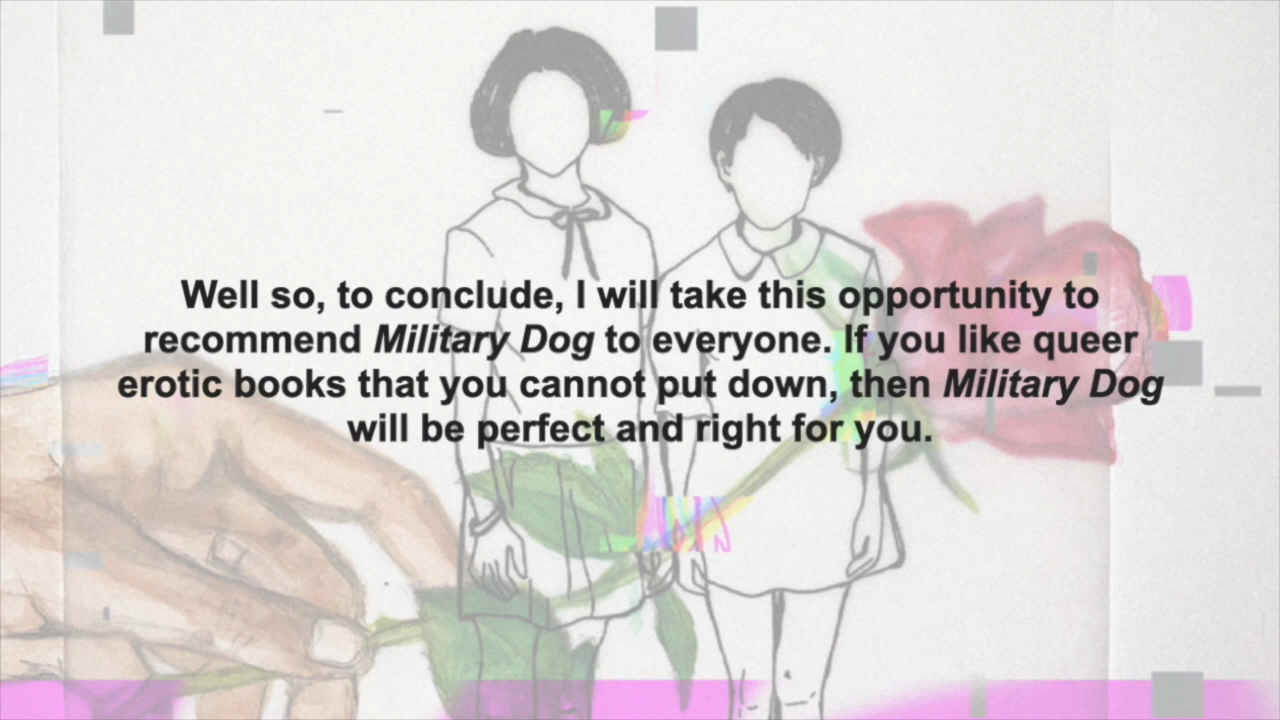 Well so, to conclude, I will take this opportunity to
recommend Military Dog to everyone. If you like queer
erotic books that you cannot put down, then Military Dog
will be perfect and right for you.